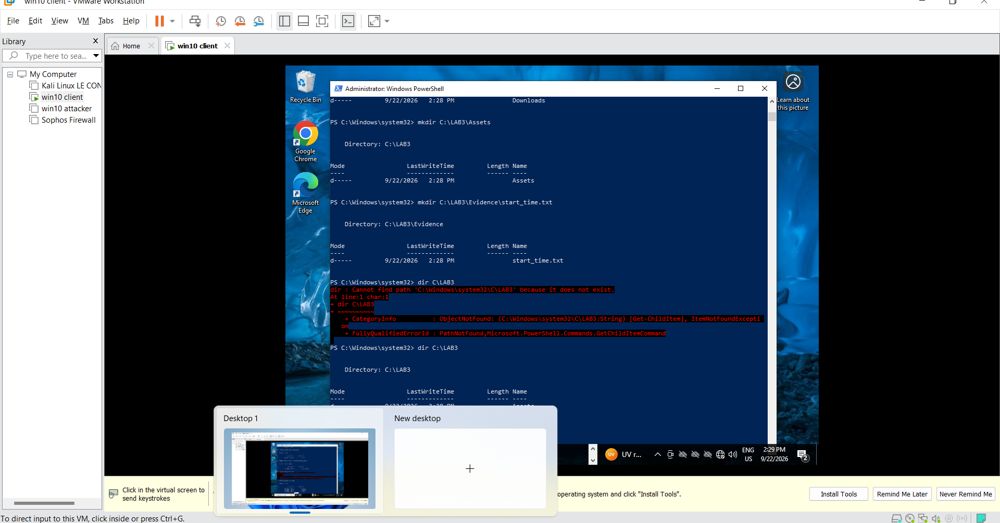 win10 client - VMware Workstation
File Edit View VM Tabs Help
Library
Type here to sea...
My Computer
Kali Linux LE CON
win10 client
win10 attacker
Sophos Firewall
Home
win10 client
Recycle Bin
Google
Chrome
Microsoft
Edge
Learn about
this picture
Administrator: Windows PowerShell
d----- 9/22/2026 2:28 PM Downloads
PS C:\Windows\system32> mkdir C:\LAB3\Assets
Directory: C:\LAB3
Mode LastWriteTime Length Name
---- ------------- ------ ----
d----- 9/22/2026 2:28 PM Assets
PS C:\Windows\system32> mkdir C:\LAB3\Evidence\start_time.txt
Directory: C:\LAB3\Evidence
Mode LastWriteTime Length Name
---- ------------- ------ ----
d----- 9/22/2026 2:28 PM start_time.txt
PS C:\Windows\system32> dir C\LAB3
dir : Cannot find path 'C:\Windows\system32\C\LAB3' because it does not exist.
At line:1 char:1
+ dir C\LAB3
+ ~~~~~~~~~~
+ CategoryInfo : ObjectNotFound: (C:\Windows\system32\C\LAB3:String) [Get-ChildItem], ItemNotFoundExcepti
on
+ FullyQualifiedErrorId : PathNotFound,Microsoft.PowerShell.Commands.GetChildItemCommand
PS C:\Windows\system32> dir C:\LAB3
Directory: C:\LAB3
Mode LastWriteTime Length Name
---- ------------- ------ ----
Desktop 1
New desktop
UV UV r...
ENG
US
2:29 PM
9/22/2026
2
Click in the virtual screen to
send keystrokes
operating system and click "Install Tools".
Install Tools
Remind Me Later
Never Remind Me
To direct input to this VM, click inside or press Ctrl+G.